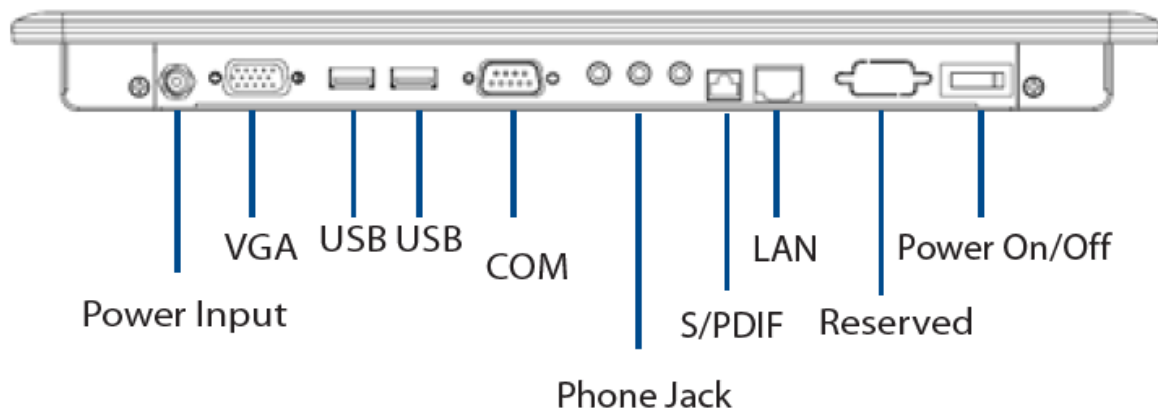 VGA
USB
USB
COM
LAN
Power On/Off
Power Input
S/PDIF
Reserved
Phone Jack